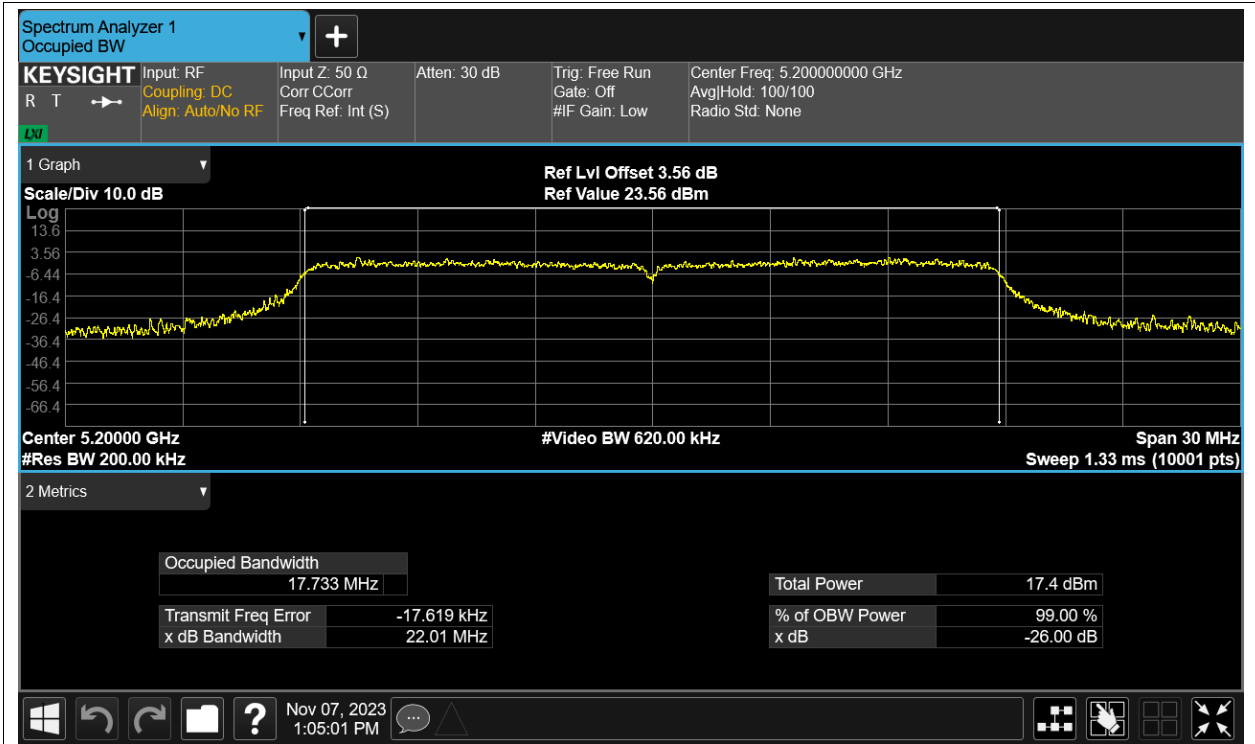 Spectrum Analyzer 1
Occupied BW
KEYSIGHT
R T
LXI
Input: RF
Coupling: DC
Align: Auto/No RF
Input Z: 50 Ω
Corr CCorr
Freq Ref: Int (S)
Atten: 30 dB
Trig: Free Run
Gate: Off
#IF Gain: Low
Center Freq: 5.200000000 GHz
Avg|Hold: 100/100
Radio Std: None
1 Graph
Scale/Div 10.0 dB
Ref Lvl Offset 3.56 dB
Ref Value 23.56 dBm
Log
13.6
3.56
-6.44
-16.4
-26.4
-36.4
-46.4
-56.4
-66.4
Center 5.20000 GHz
#Video BW 620.00 kHz
Span 30 MHz
#Res BW 200.00 kHz
Sweep 1.33 ms (10001 pts)
2 Metrics
Occupied Bandwidth
17.733 MHz
Transmit Freq Error -17.619 kHz
x dB Bandwidth 22.01 MHz
Total Power 17.4 dBm
% of OBW Power 99.00 %
x dB -26.00 dB
?
Nov 07, 2023
1:05:01 PM